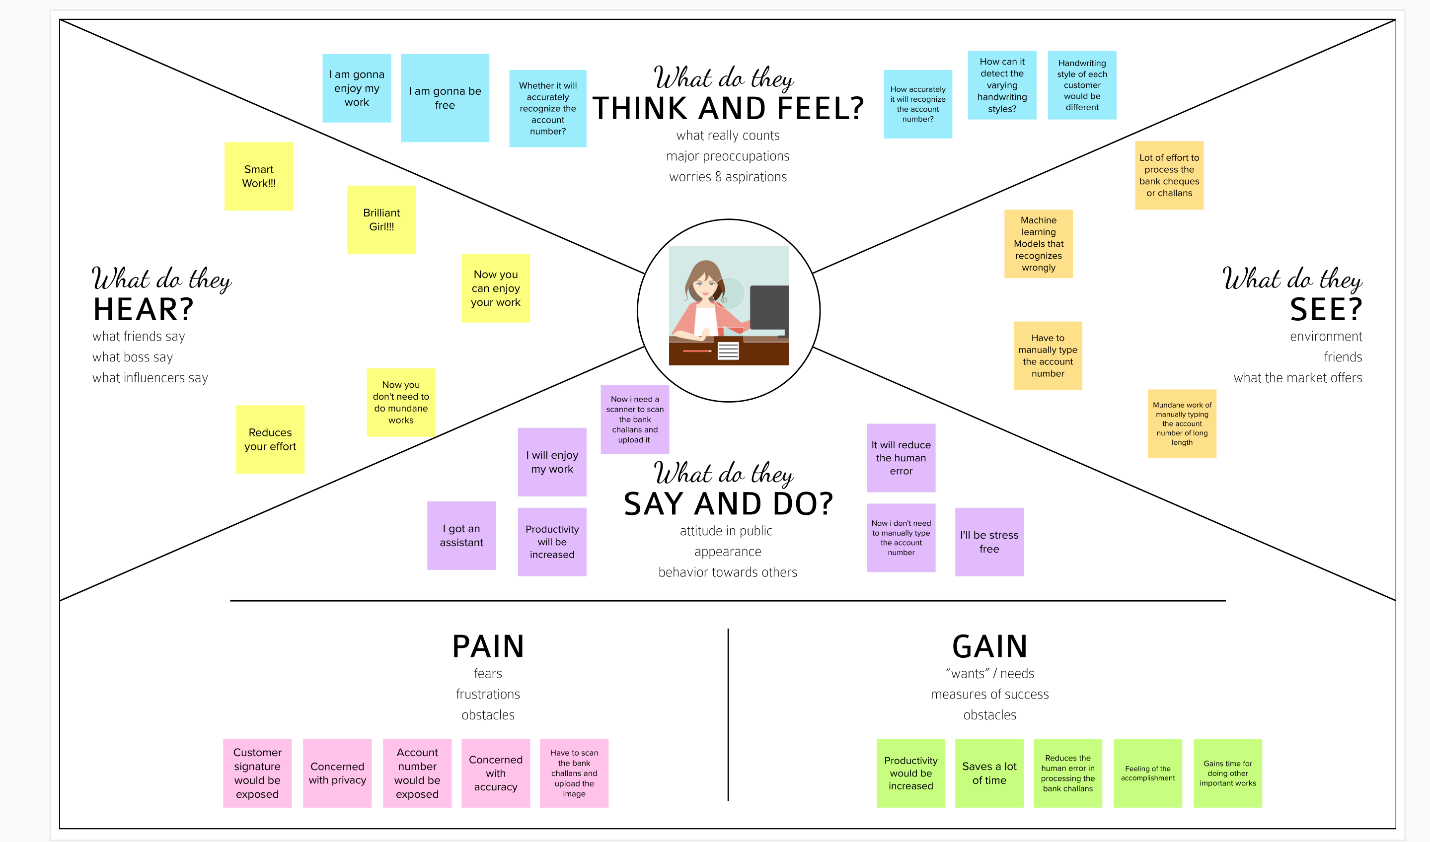 I am gonna
enjoy my
work
I am gonna be
free
Whether it will
accurately
recognize the
account
number?
What do they
THINK AND FEEL?
what really counts
major preoccupations
worries & aspirations
How accurately
it will recognize
the account
number?
How can it
detect the
varying
handwriting
styles?
Handwriting
style of each
customer
would be
different
Smart
Work!!!
Brilliant
Girl!!!
Now you
can enjoy
your work
What do they
HEAR?
what friends say
what boss say
what influencers say
Now you
don't need to
do mundane
works
Reduces
your effort
Lot of effort to
process the
bank cheques
or challans
Machine
learning
Models that
recognizes
wrongly
What do they
SEE?
environment
friends
what the market offers
Have to
manually type
the account
number
Mundane work of
manually typing
the account
number of long
length
Now i need a
scanner to scan
the bank
challans and
upload it
I will enjoy
my work
I got an
assistant
Productivity
will be
increased
What do they
SAY AND DO?
attitude in public
appearance
behavior towards others
It will reduce
the human
error
Now i don't need
to manually type
the account
number
I'll be stress
free
PAIN
fears
frustrations
obstacles
Customer
signature
would be
exposed
Concerned
with privacy
Account
number
would be
exposed
Concerned
with
accuracy
Have to scan
the bank
challans and
upload the
image
GAIN
"wants" / needs
measures of success
obstacles
Productivity
would be
increased
Saves a lot
of time
Reduces the
human error in
processing the
bank challans
Feeling of the
accomplishment
Gains time for
doing other
important works